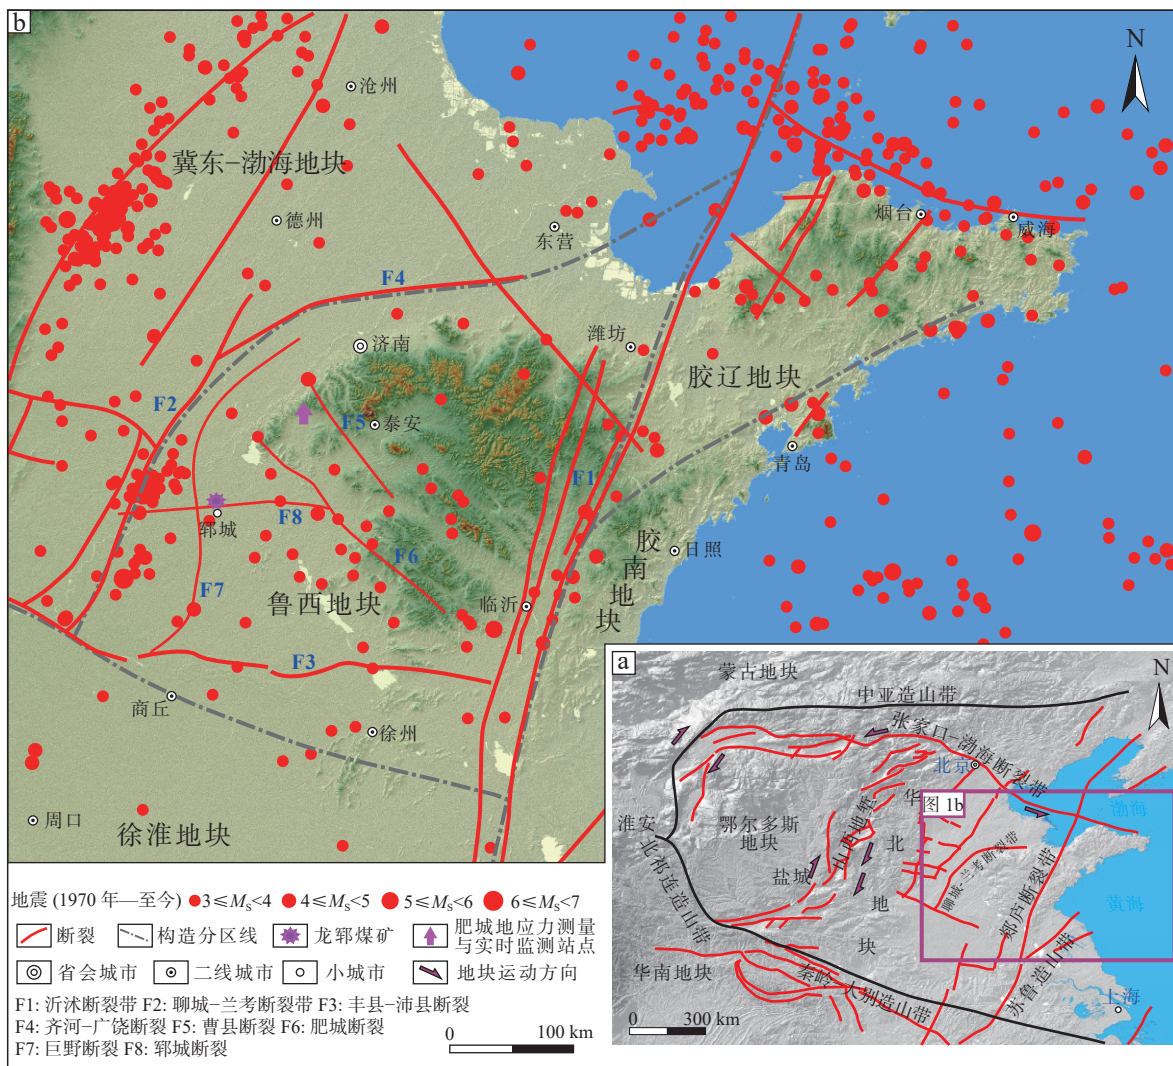 b
N
沧州
冀东–渤海地块
德州
东营
烟台
威海
F4
济南
潍坊
胶辽地块
F2
F5
泰安
青岛
F1
郓城
F8
F6
胶南地块
日照
F7
鲁西地块
临沂
F3
商丘
徐州
周口
徐淮地块
a
N
蒙古地块
中亚造山带
张家口–渤海断裂带
北京
华北地块
图 1b
渤海
淮安
鄂尔多斯
地块
山西地堑
聊城–兰考断裂带
盐城
北祁连造山带
郯庐断裂带
黄海
华南地块
秦岭–大别造山带
苏鲁造山带
上海
0 300 km
地震 (1970 年—至今) 3≤Ms<4 4≤Ms<5 5≤Ms<6 6≤Ms<7
断裂 构造分区线 龙郓煤矿 肥城地应力测量
与实时监测站点
省会城市 二线城市 小城市 地块运动方向
F1: 沂沭断裂带 F2: 聊城–兰考断裂带 F3: 丰县–沛县断裂
F4: 齐河–广饶断裂 F5: 曹县断裂 F6: 肥城断裂
F7: 巨野断裂 F8: 郓城断裂
0 100 km